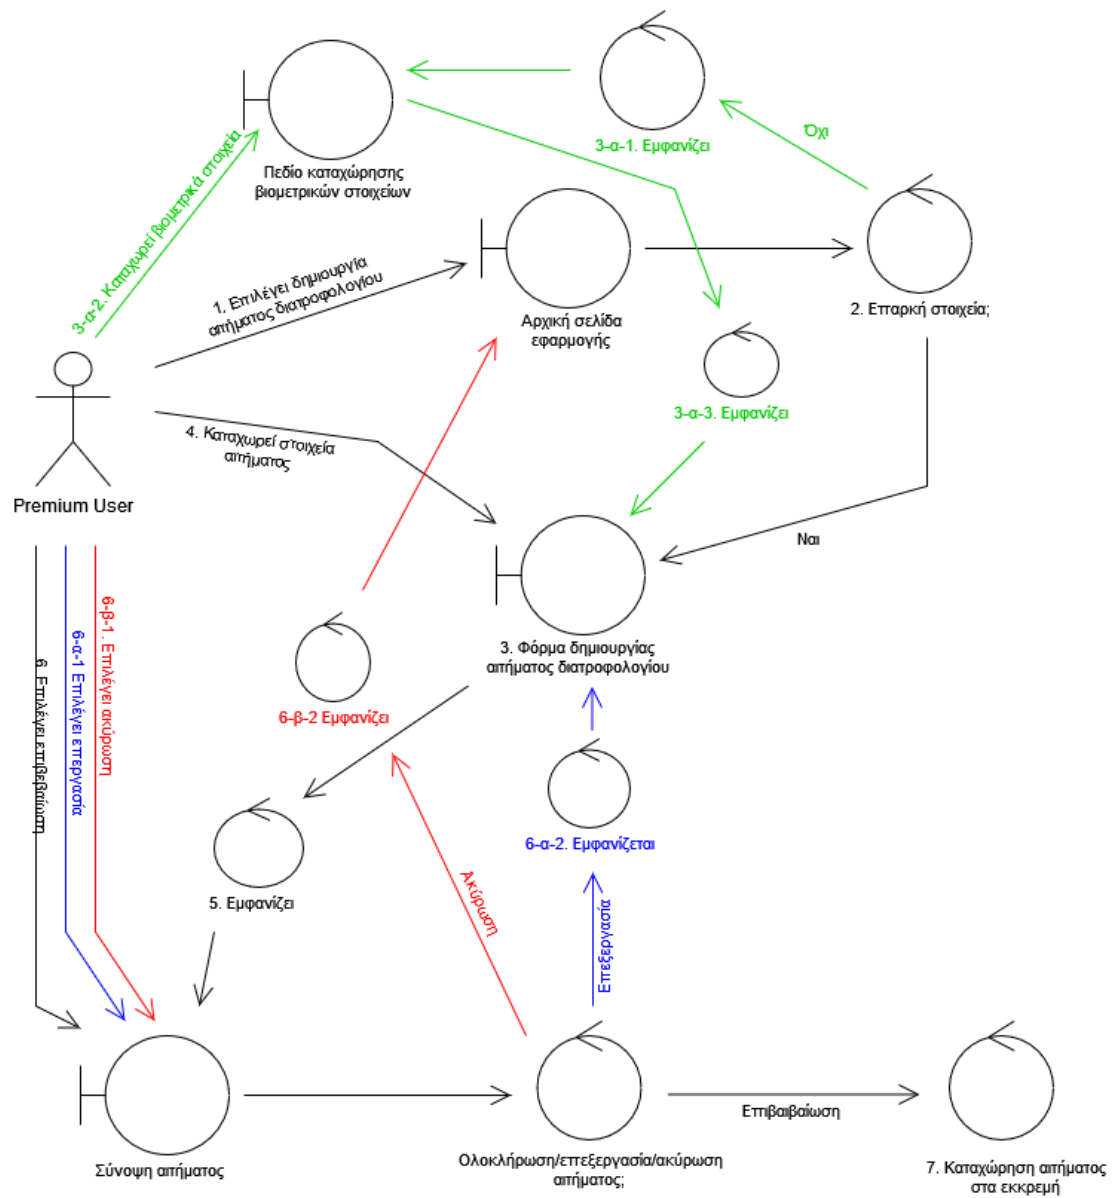 Όχι
3-α-1. Εμφανίζει
Πεδίο καταχώρησης
βιομετρικών στοιχείων
3-α-2. Καταχωρεί βιομετρικά στοιχεία
1. Επιλέγει δημιουργία
αιτήματος διατροφολογίου
Αρχική σελίδα
εφαρμογής
2. Επαρκή στοιχεία;
3-α-3. Εμφανίζει
4. Καταχωρεί στοιχεία
αιτήματος
Premium User
Ναι
3. Φόρμα δημιουργίας
αιτήματος διατροφολογίου
6 Επιλέγει επιβεβαίωση
6-α-1 Επιλέγει επεργασία
6-β-1. Επιλέγει ακύρωση
6-β-2 Εμφανίζει
6-α-2. Εμφανίζεται
5. Εμφανίζει
Ακύρωση
Επεξεργασία
Επιβαιβαίωση
Σύνοψη αιτήματος
Ολοκλήρωση/επεξεργασία/ακύρωση
αιτήματος;
7. Καταχώρηση αιτήματος
στα εκκρεμή